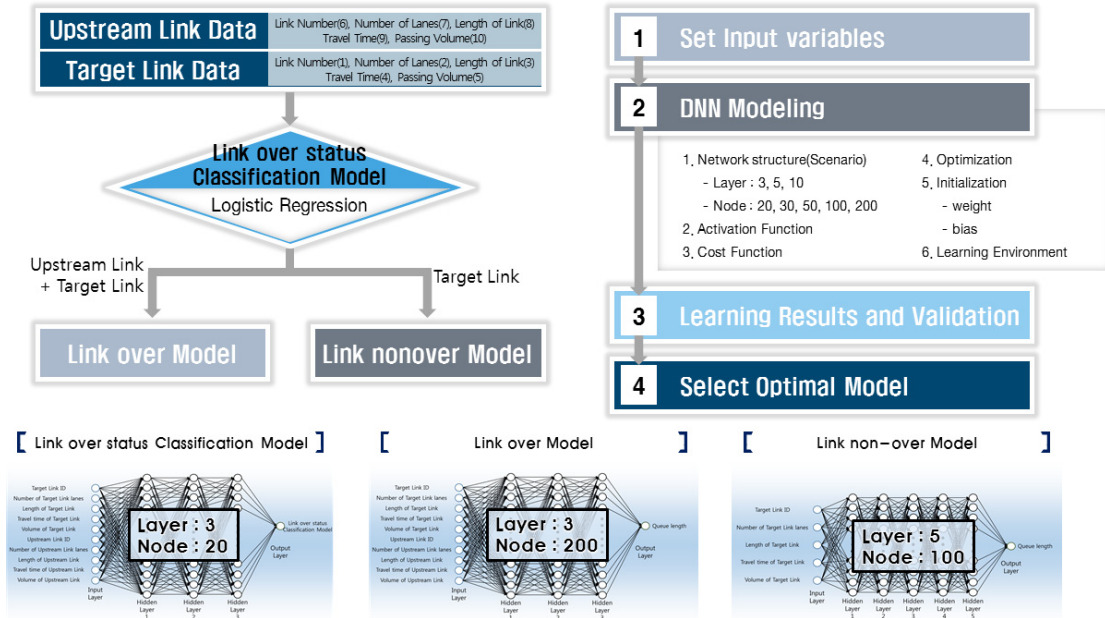 Upstream Link Data
Link Number(6), Number of Lanes(7), Length of Link(8)
Travel Time(9), Passing Volume(10)
Target Link Data
Link Number(1), Number of Lanes(2), Length of Link(3)
Travel Time(4), Passing Volume(5)
Link over status
Classification Model
Logistic Regression
Upstream Link
+ Target Link
Target Link
Link over Model
Link nonover Model
1 Set Input variables
2 DNN Modeling
1. Network structure(Scenario)
- Layer : 3, 5, 10
- Node : 20, 30, 50, 100, 200
2. Activation Function
3. Cost Function
4. Optimization
5. Initialization
- weight
- bias
6. Learning Environment
3 Learning Results and Validation
4 Select Optimal Model
[ Link over status Classification Model ]
Target Link ID
Number of Target Link lanes
Length of Target Link
Travel time of Target Link
Volume of Target Link
Upstream Link ID
Number of Upstream Link lanes
Length of Upstream Link
Travel time of Upstream Link
Volume of Upstream Link
Layer : 3
Node : 20
Link over status
Classification Model
Output
Layer
Input
Layer
Hidden
Layer
1
Hidden
Layer
2
Hidden
Layer
3
[ Link over Model ]
Target Link ID
Number of Target Link lanes
Length of Target Link
Travel time of Target Link
Volume of Target Link
Upstream Link ID
Number of Upstream Link lanes
Length of Upstream Link
Travel time of Upstream Link
Volume of Upstream Link
Layer : 3
Node : 200
Queue length
Output
Layer
Input
Layer
Hidden
Layer
1
Hidden
Layer
2
Hidden
Layer
[ Link non-over Model ]
Target Link ID
Number of Target Link lanes
Length of Target Link
Travel time of Target Link
Volume of Target Link
Layer : 5
Node : 100
Queue length
Output
Layer
Input
Layer
Hidden
Layer
Hidden
Layer
2
Hidden
Layer
3
Hidden
Layer
4
Hidden
Layer
5